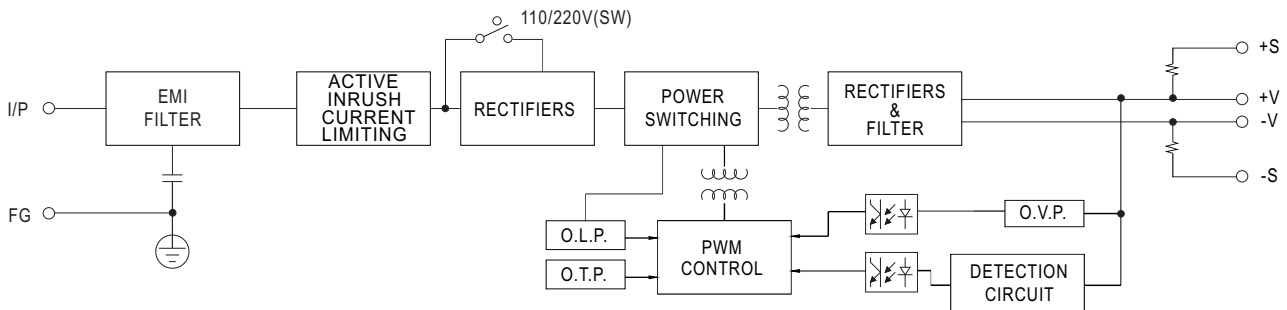 110/220V(SW)
I/P
EMI
FILTER
ACTIVE
INRUSH
CURRENT
LIMITING
RECTIFIERS
POWER
SWITCHING
RECTIFIERS
&
FILTER
+S
+V
-V
-S
FG
O.L.P.
O.T.P.
PWM
CONTROL
O.V.P.
DETECTION
CIRCUIT